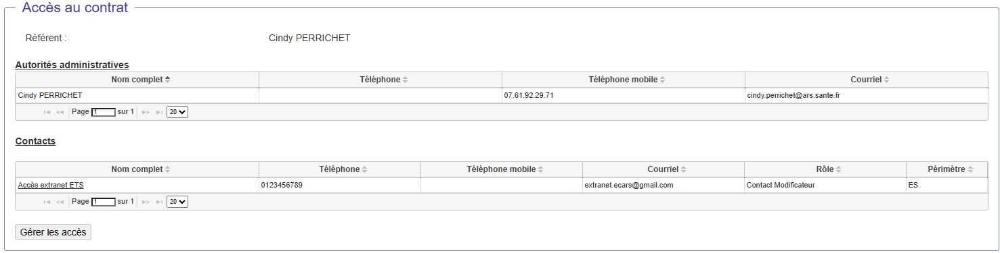 Accès au contrat
Référent : Cindy PERRICHET
Autorités administratives
Nom complet Téléphone Téléphone mobile Courriel
Cindy PERRICHET 07.61.92.29.71 cindy.perrichet@ars.sante.fr
Page 1 sur 1 20
Contacts
Nom complet Téléphone Téléphone mobile Courriel Rôle Périmètre
Accès extranet ETS 0123456789 extranet.ecars@gmail.com Contact Modificateur ES
Page 1 sur 1 20
Gérer les accès